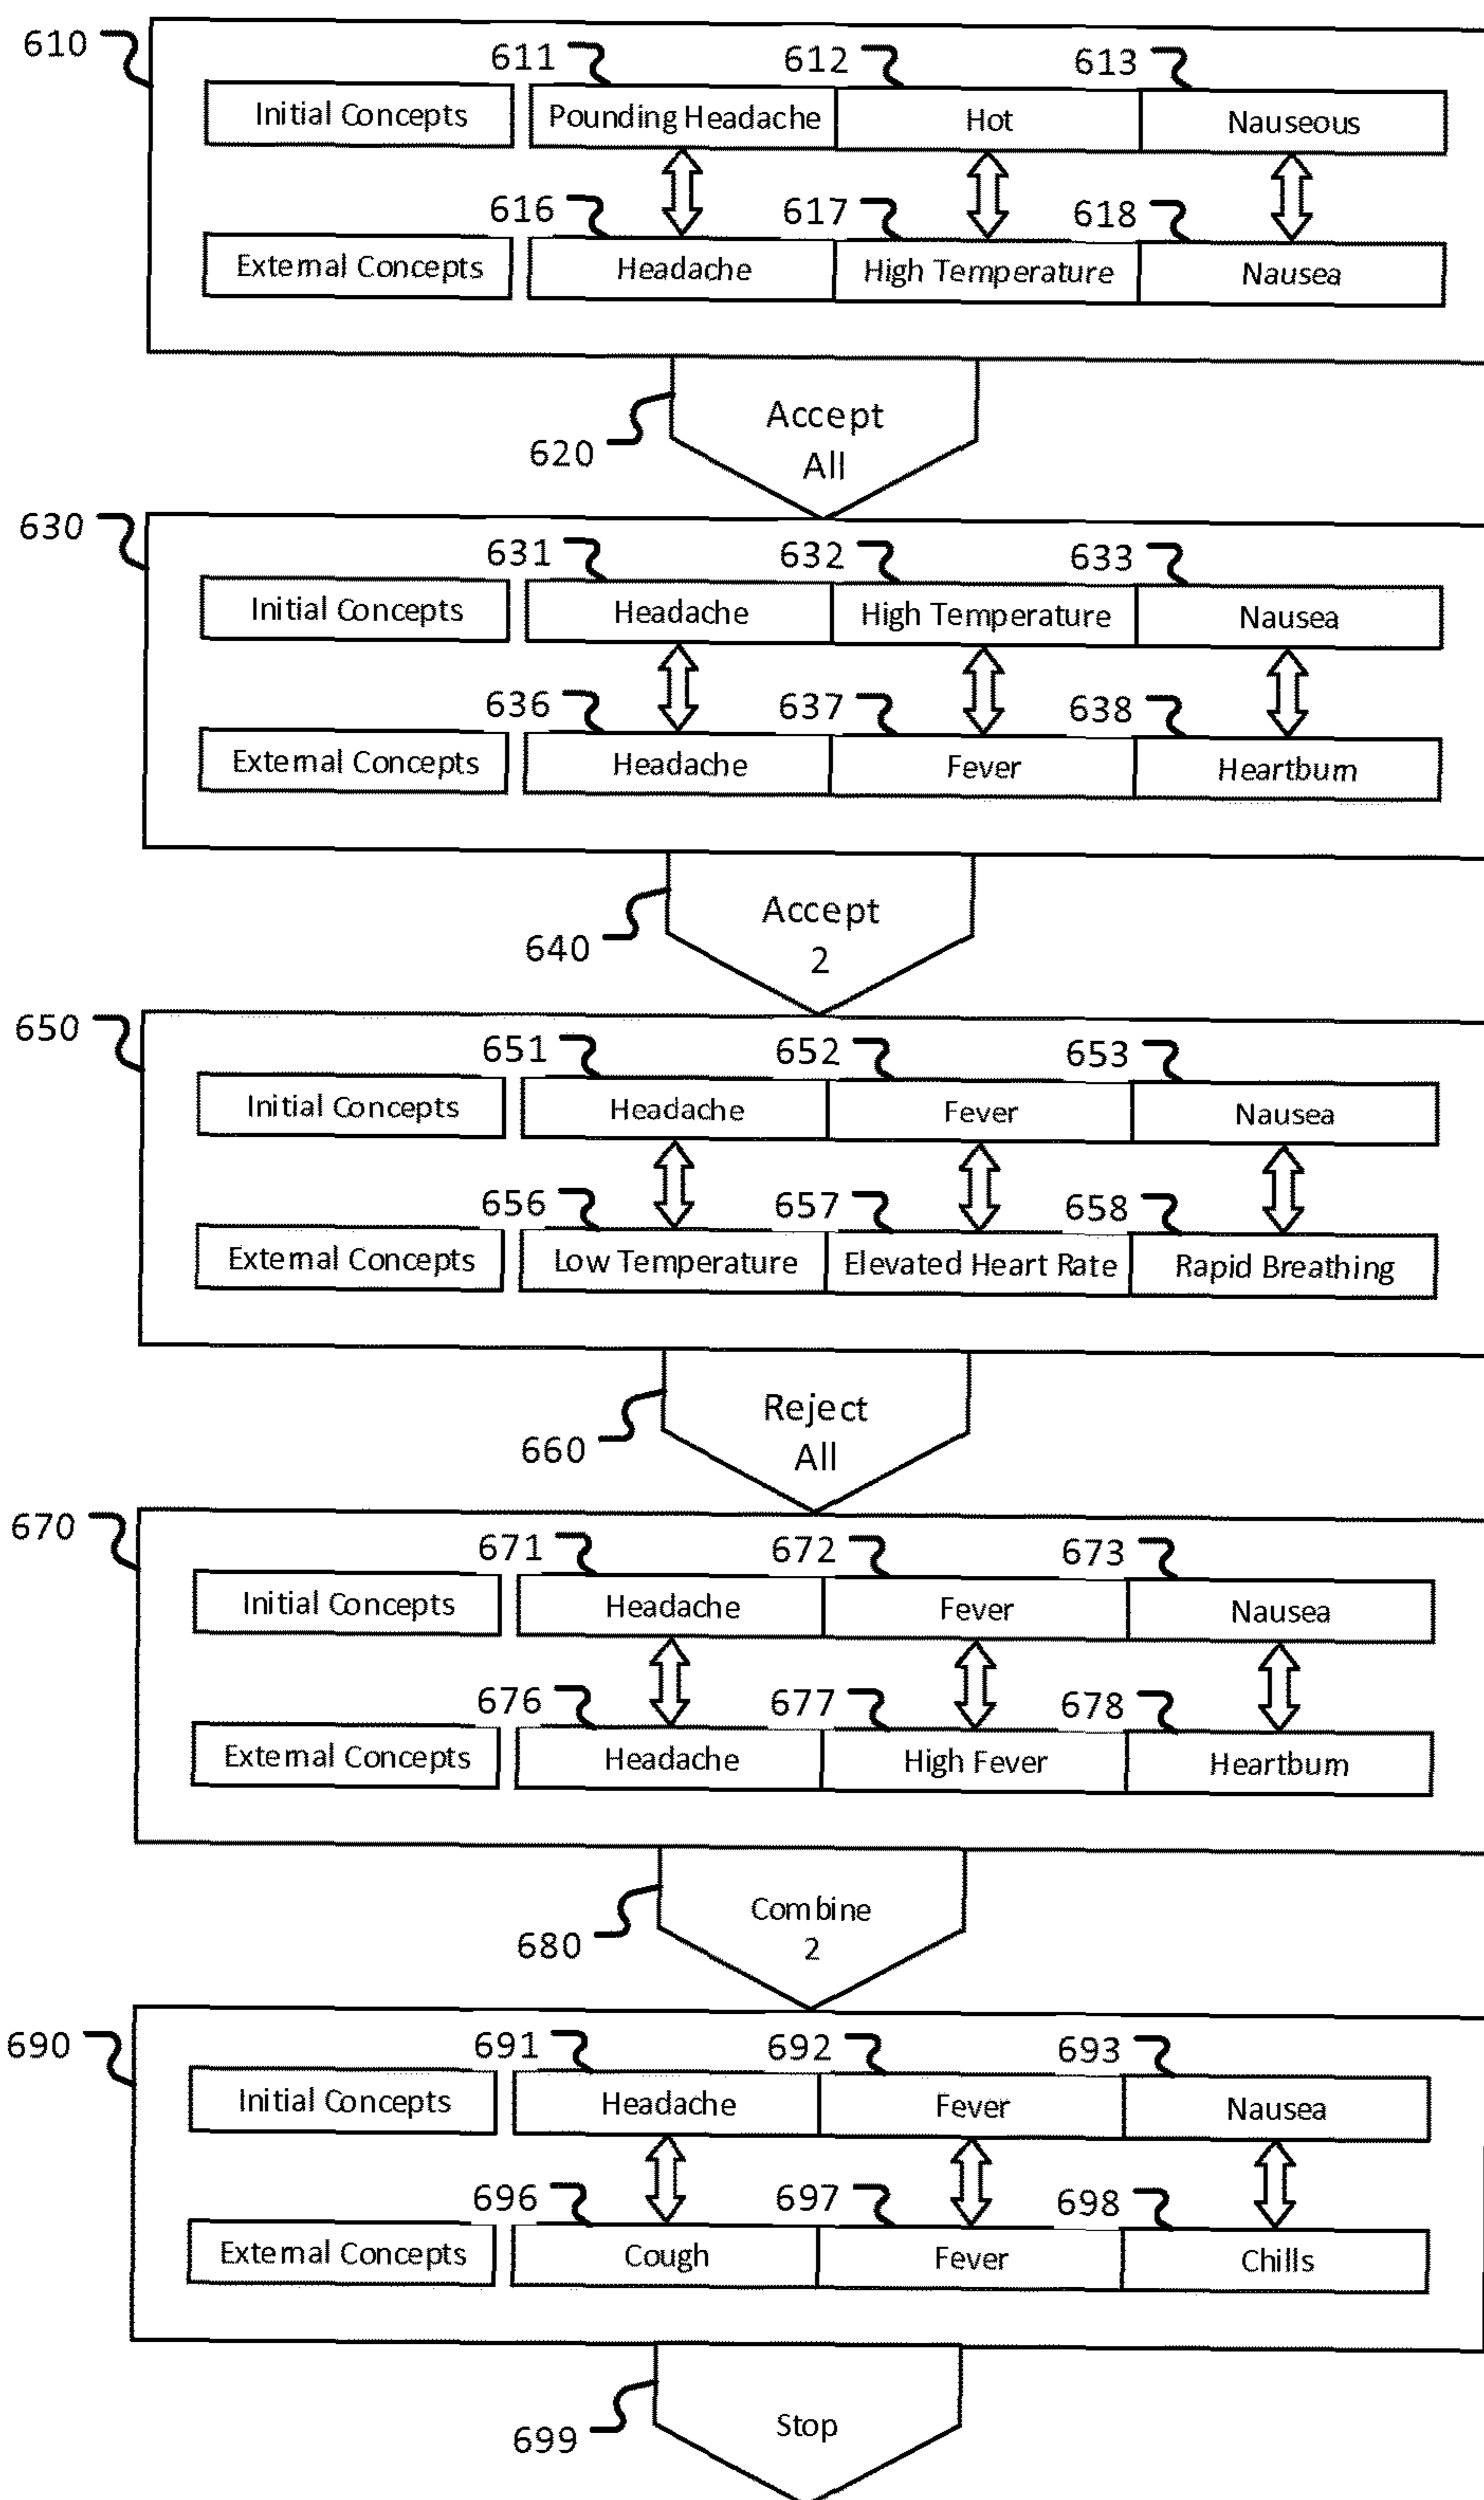 610
611 612 613
Initial Concepts Pounding Headache Hot Nauseous
616 617 618
External Concepts Headache High Temperature Nausea
Accept
All
620
630
631 632 633
Initial Concepts Headache High Temperature Nausea
636 637 638
External Concepts Headache Fever Heartburn
Accept
2
640
650
651 652 653
Initial Concepts Headache Fever Nausea
656 657 658
External Concepts Low Temperature Elevated Heart Rate Rapid Breathing
Reject
All
660
670
671 672 673
Initial Concepts Headache Fever Nausea
676 677 678
External Concepts Headache High Fever Heartburn
Combine
2
680
690
691 692 693
Initial Concepts Headache Fever Nausea
696 697 698
External Concepts Cough Fever Chills
Stop
699